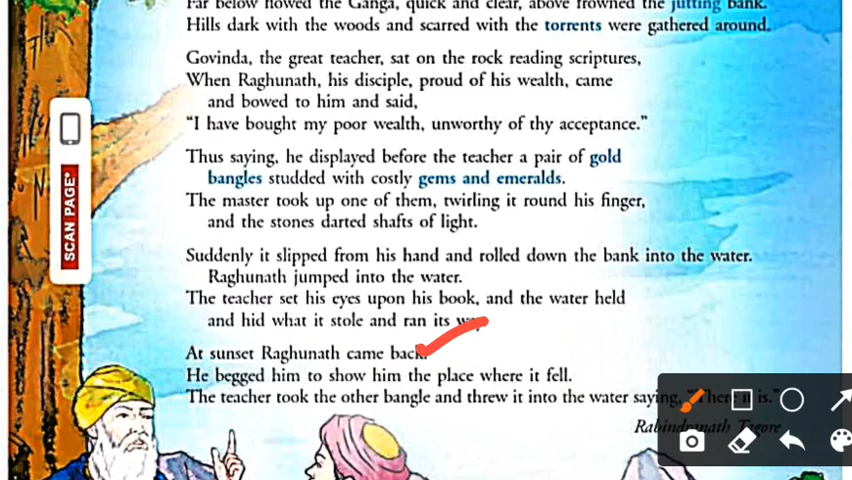 Far below flowed the Ganga, quick and clear, above frowned the jutting bank.
Hills dark with the woods and scarred with the torrents were gathered around.
Govinda, the great teacher, sat on the rock reading scriptures,
When Raghunath, his disciple, proud of his wealth, came
and bowed to him and said,
"I have bought my poor wealth, unworthy of thy acceptance."
Thus saying, he displayed before the teacher a pair of gold
bangles studded with costly gems and emeralds.
The master took up one of them, twirling it round his finger,
and the stones darted shafts of light.
Suddenly it slipped from his hand and rolled down the bank into the water.
Raghunath jumped into the water.
The teacher set his eyes upon his book, and the water held
and hid what it stole and ran its way
At sunset Raghunath came back.
He begged him to show him the place where it fell.
The teacher took the other bangle and threw it into the water saying, "There it is."
Rabindranath Tagore
SCAN PAGE*